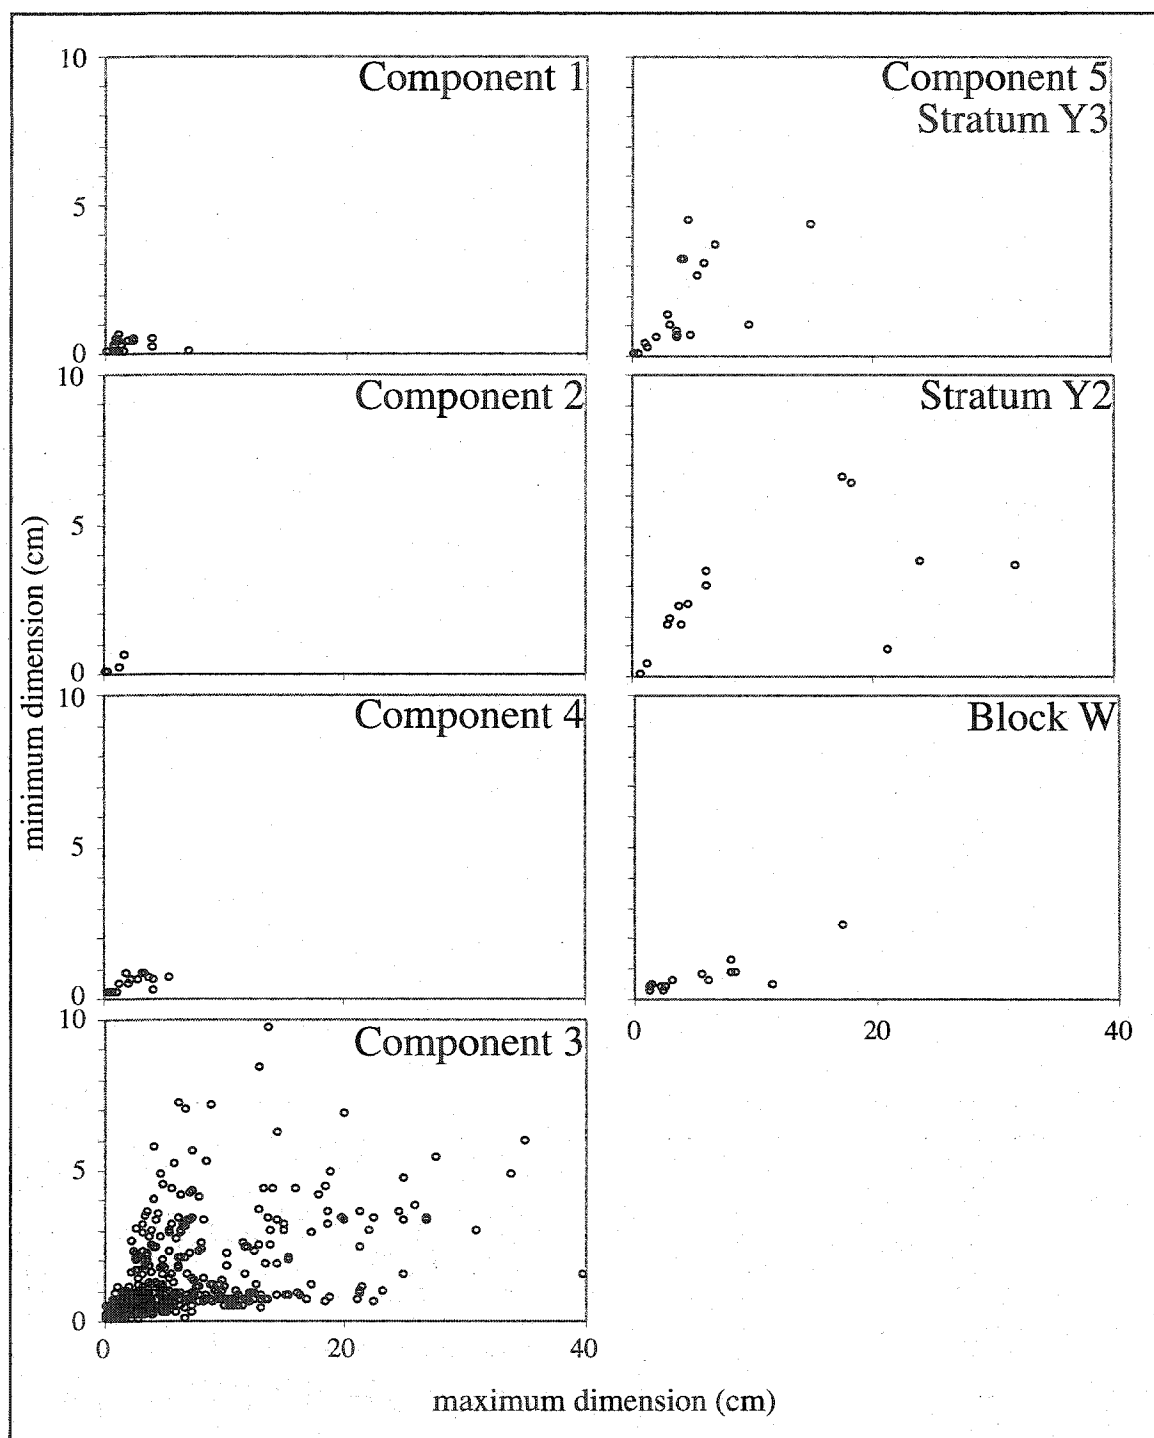 10
Component 1
5
0
10
Component 2
5
0
10
Component 4
5
0
10
Component 3
5
0
0
20
40
Component 5
Stratum Y3
Stratum Y2
Block W
0
20
40
minimum dimension (cm)
maximum dimension (cm)